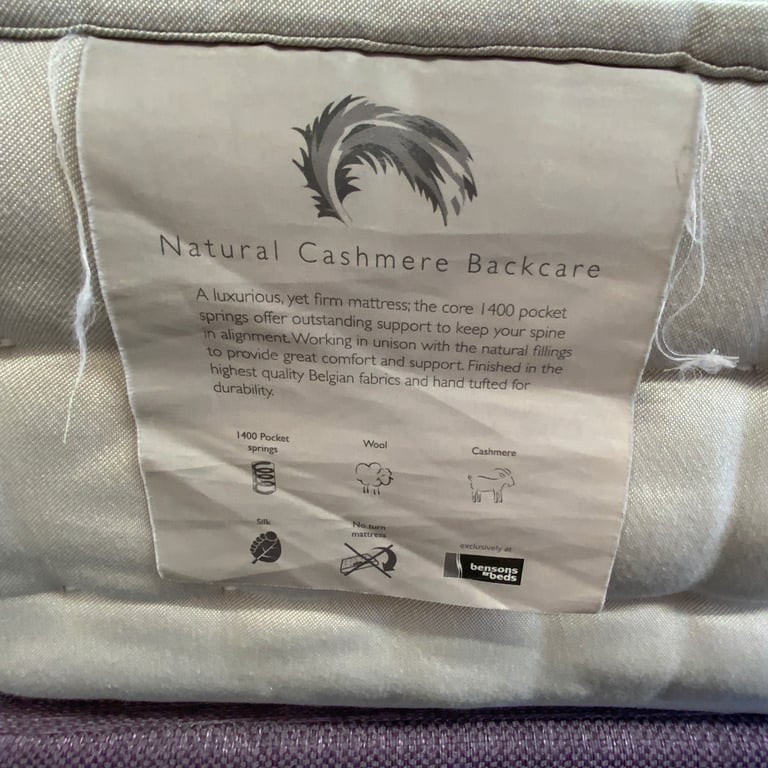 Natural Cashmere Backcare
A luxurious, yet firm mattress; the core 1400 pocket
springs offer outstanding support to keep your spine
in alignment. Working in unison with the natural fillings
to provide great comfort and support. Finished in the
highest quality Belgian fabrics and hand tufted for
durability.
1400 Pocket
springs
Wool
Cashmere
Silk
No turn
mattress
exclusively at
bensons
for beds